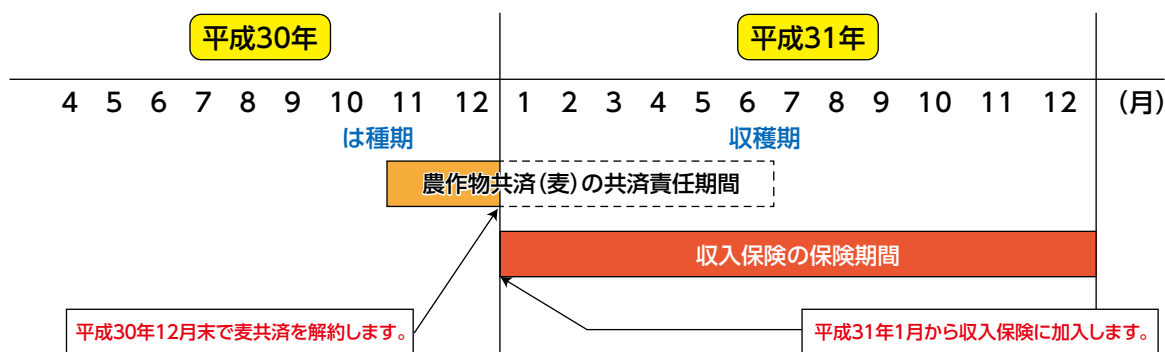 平成30年 平成31年
4 5 6 7 8 9 10 11 12 1 2 3 4 5 6 7 8 9 10 11 12 (月)
は種期 収穫期
農作物共済(麦)の共済責任期間
収入保険の保険期間
平成30年12月末で麦共済を解約します。 平成31年1月から収入保険に加入します。